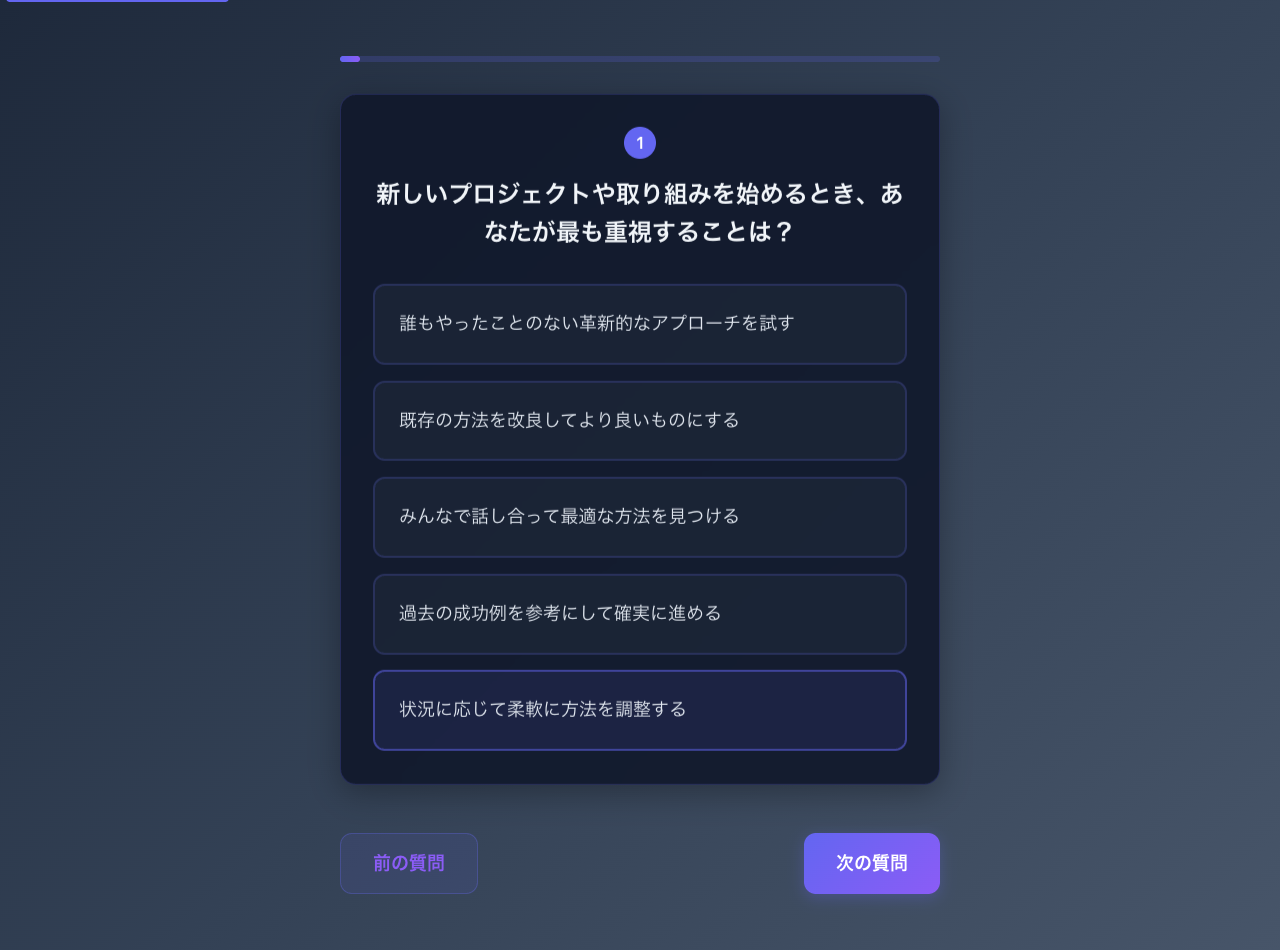 1
新しいプロジェクトや取り組みを始めるとき、あ
なたが最も重視することは？
誰もやったことのない革新的なアプローチを試す
既存の方法を改良してより良いものにする
みんなで話し合って最適な方法を見つける
過去の成功例を参考にして確実に進める
状況に応じて柔軟に方法を調整する
前の質問
次の質問